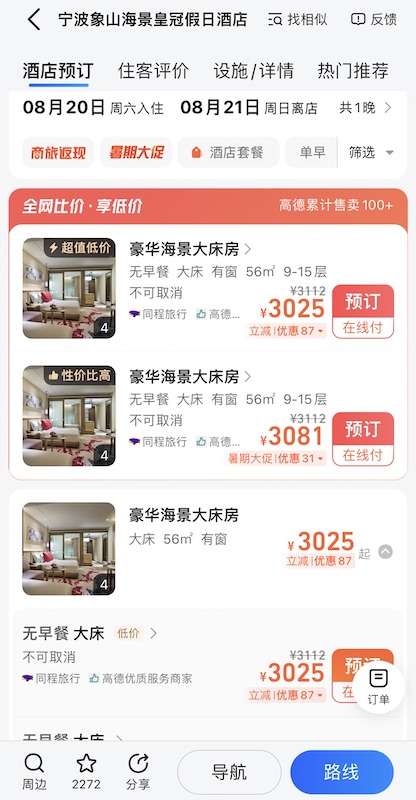 宁波象山海景皇冠假日酒店 找相似 反馈
酒店预订 住客评价 设施/详情 热门推荐
08月20日 周六入住 08月21日 周日离店 共1晚
商旅返现 暑期大促 酒店套餐 单早 筛选
全网比价·享低价 高德累计售卖100+
超值低价
豪华海景大床房
无早餐 大床 有窗 56㎡ 9-15层
不可取消 ¥3112
同程旅行 高德... ¥3025 预订
立减|优惠87 在线付
4
性价比高
豪华海景大床房
无早餐 大床 有窗 56㎡ 9-15层
不可取消 ¥3112
同程旅行 高德... ¥3081 预订
暑期大促|优惠31 在线付
4
豪华海景大床房
大床 56㎡ 有窗 ¥3025起
立减|优惠87
4
无早餐 大床 低价
不可取消 ¥3112
同程旅行 高德优质服务商家 ¥3025
立减|优惠87
订单
无早餐 大床
周边 2272 分享 导航 路线